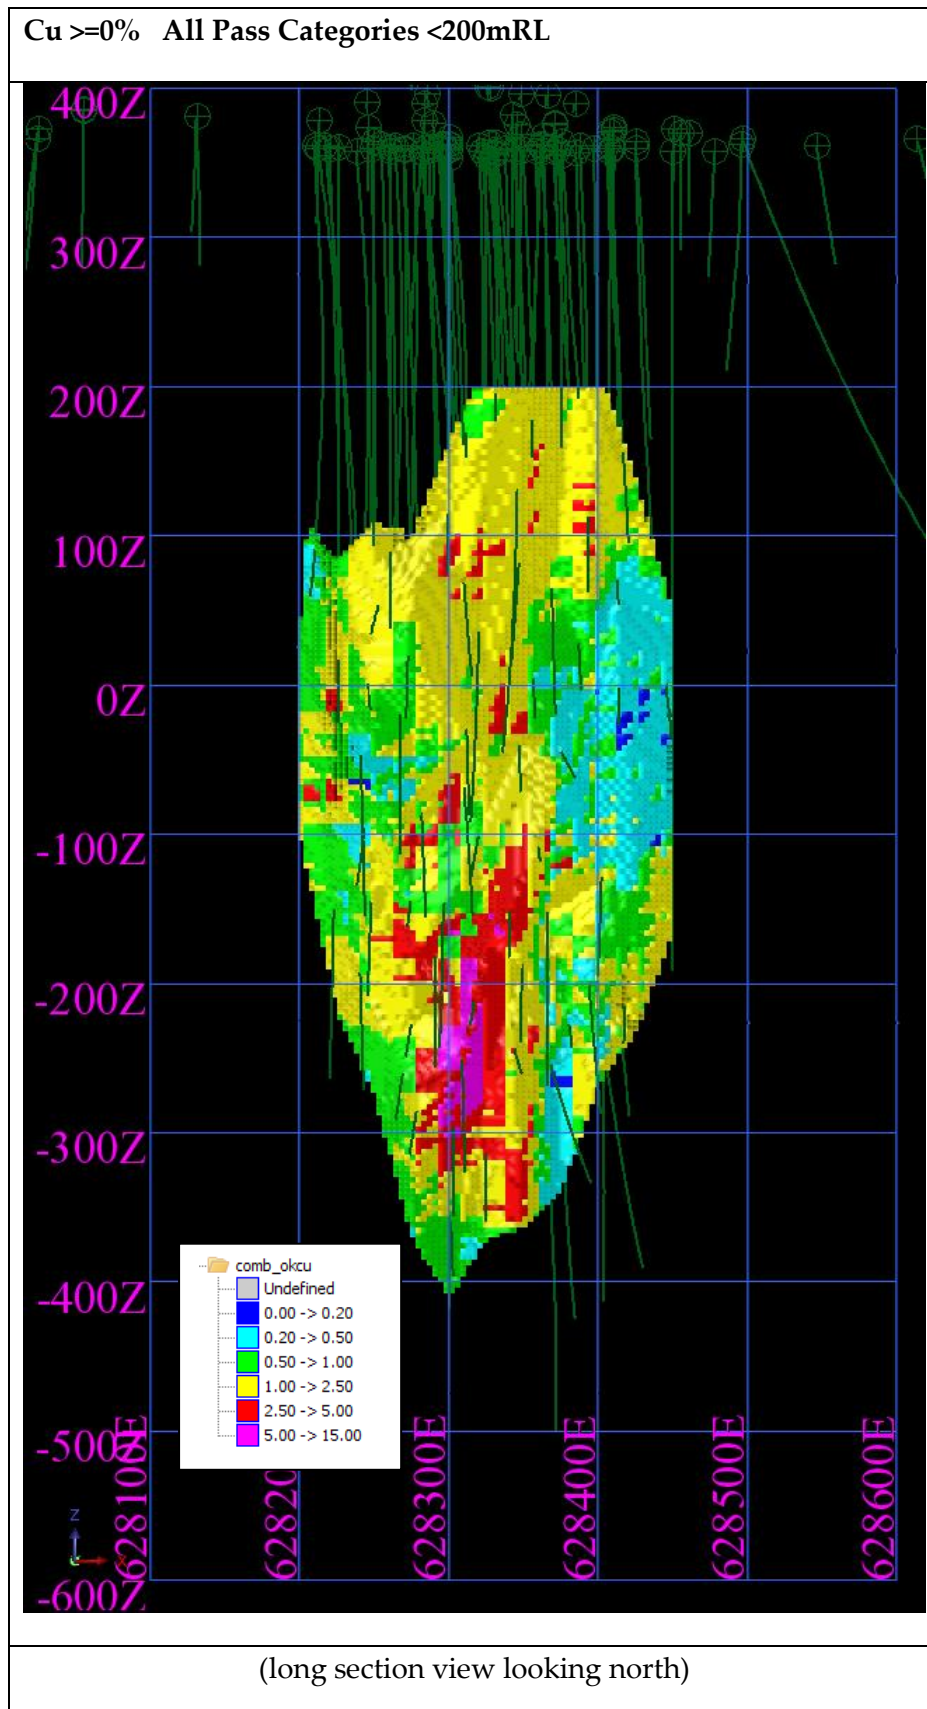 Cu >=0% All Pass Categories <200mRL
400Z
300Z
200Z
100Z
0Z
-100Z
-200Z
-300Z
-400Z
-500Z
-600Z
comb_okcu
Undefined
0.00 -> 0.20
0.20 -> 0.50
0.50 -> 1.00
1.00 -> 2.50
2.50 -> 5.00
5.00 -> 15.00
628100E
62820
628300E
628400E
628500E
628600E
Z
X
(long section view looking north)